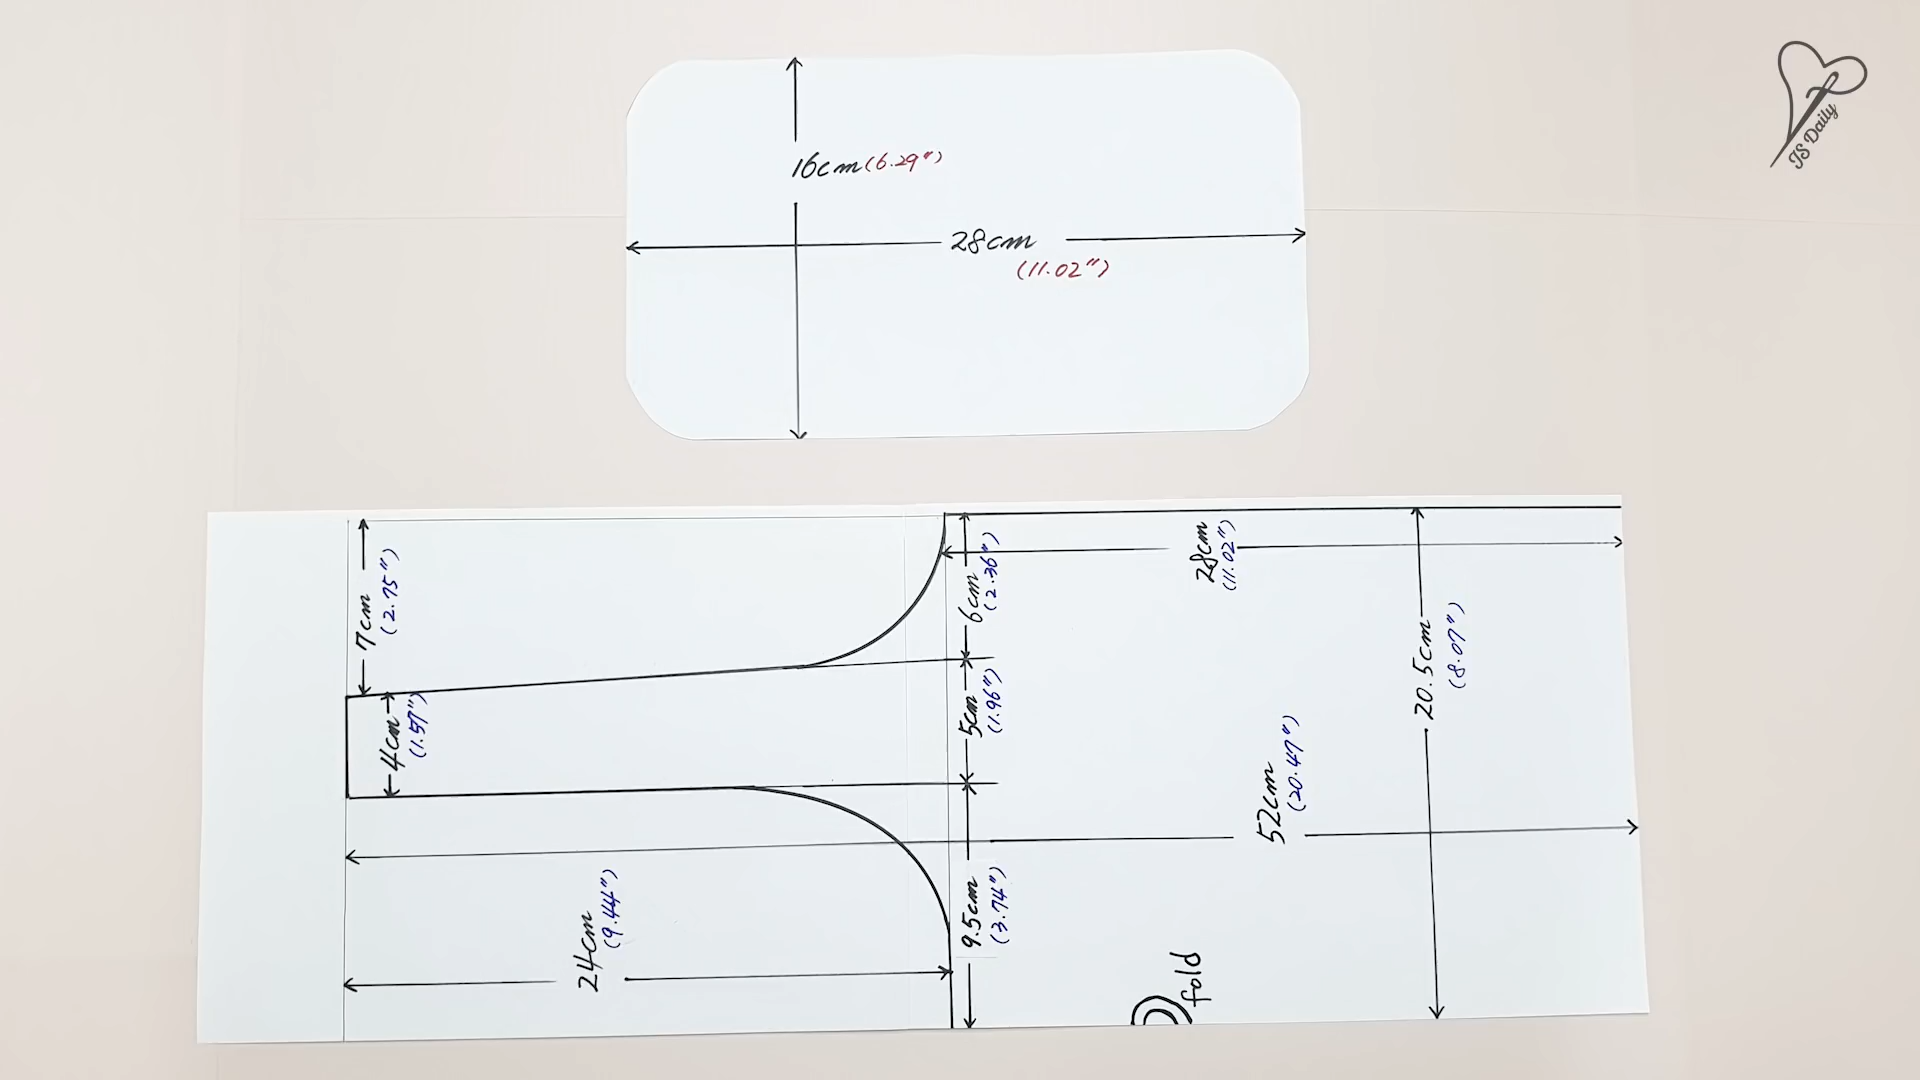 JS Daily
16cm(6.29")
28cm
(11.02")
7cm
(2.75")
4cm
(1.57")
6cm
(2.36")
5cm
(1.96")
9.5cm
(3.74")
28cm
(11.02")
20.5cm
(8.07")
52cm
(20.47")
24cm
(9.44")
fold